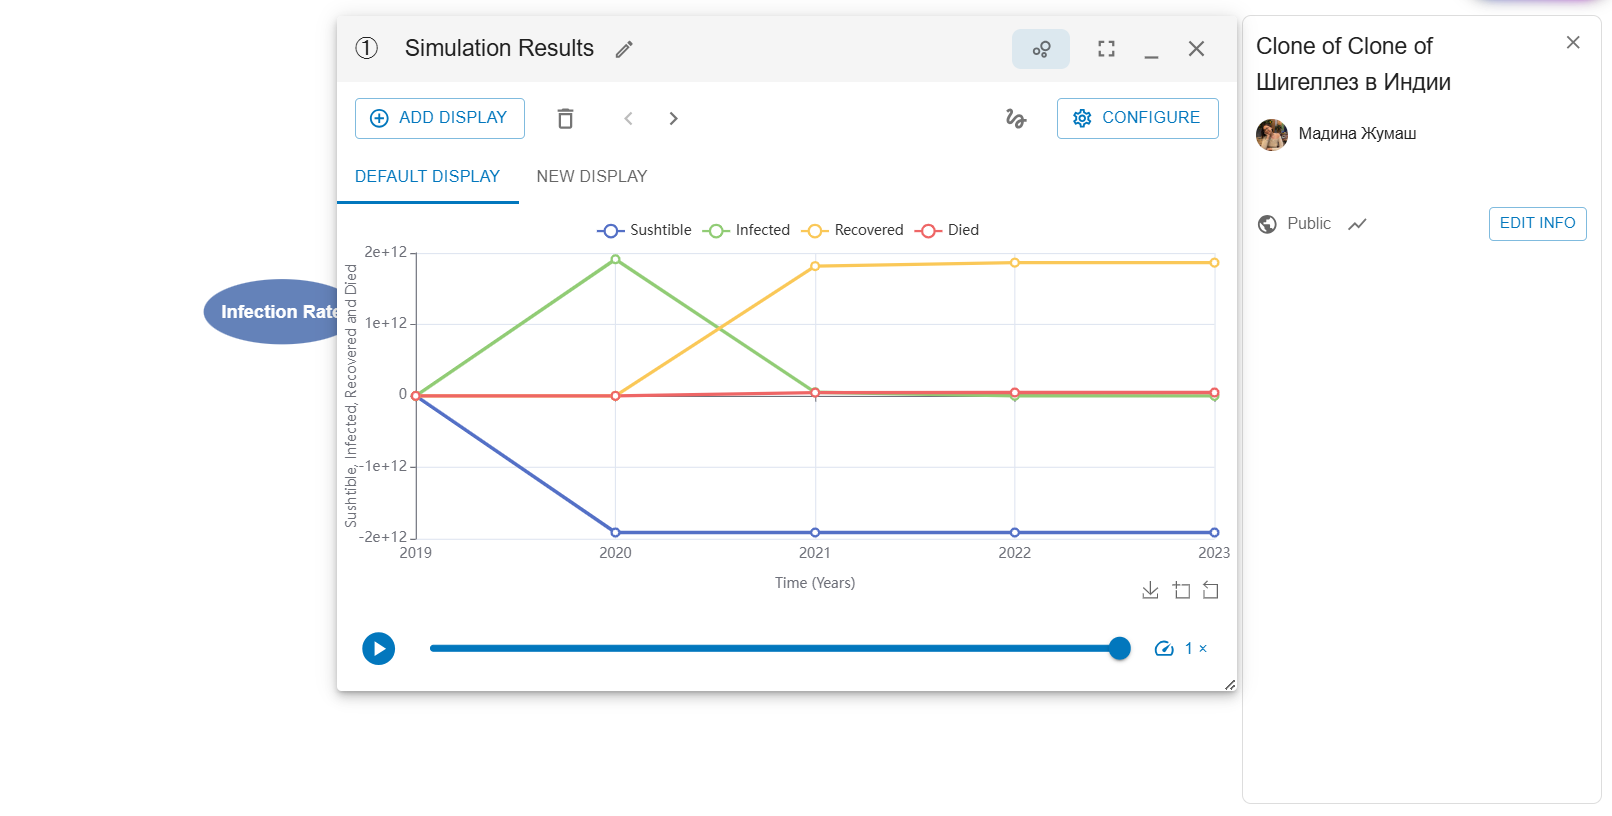 ① Simulation Results
ADD DISPLAY
CONFIGURE
DEFAULT DISPLAY NEW DISPLAY
Sushtible Infected Recovered Died
Sushtible, Infected, Recovered and Died
2e+12
1e+12
0
-1e+12
-2e+12
2019 2020 2021 2022 2023
Time (Years)
1 ×
Infection Rate
Clone of Clone of
Шигеллез в Индии
Мадина Жумаш
Public
EDIT INFO